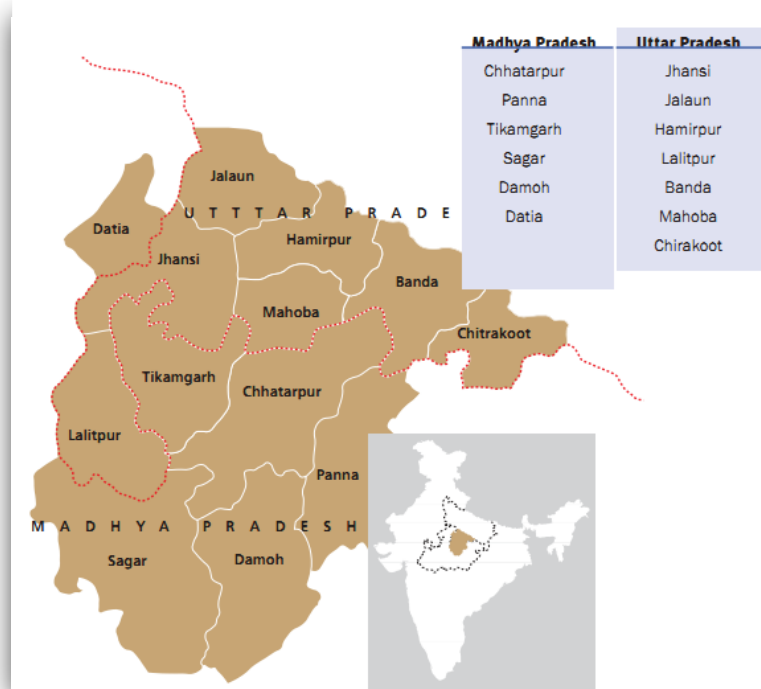 Madhya Pradesh
Chhatarpur
Panna
Tikamgarh
Sagar
Damoh
Datia
Uttar Pradesh
Jhansi
Jalaun
Hamirpur
Lalitpur
Banda
Mahoba
Chirakoot
Jalaun
UTTTAR PRADE
Datia
Hamirpur
Jhansi
Banda
Mahoba
Chitrakoot
Tikamgarh
Chhatarpur
Lalitpur
Panna
MADHYA PRADESH
Sagar
Damoh